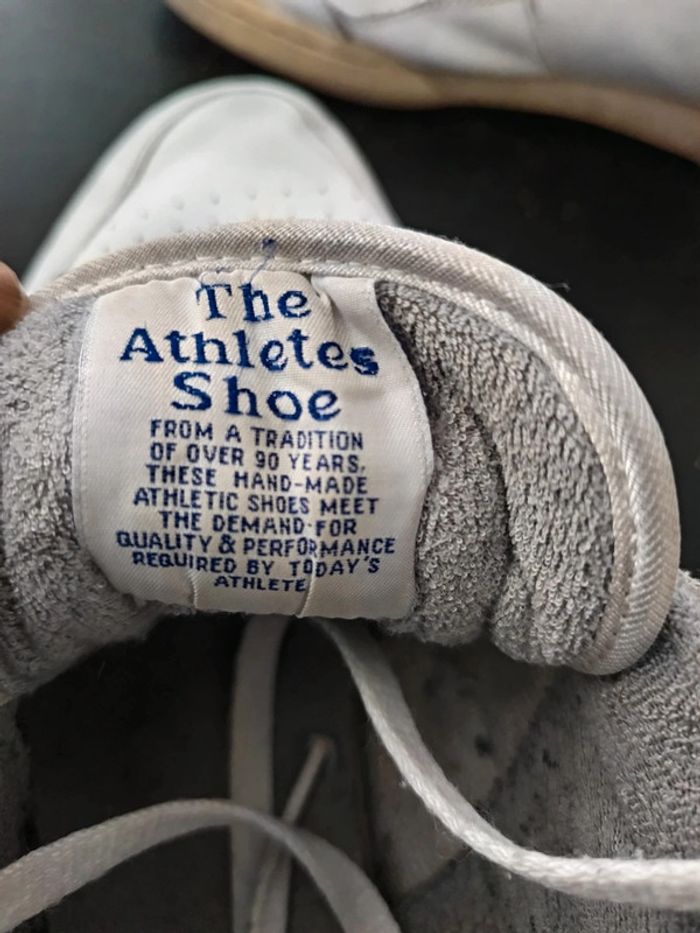 The
Athletes
Shoe
FROM A TRADITION
OF OVER 90 YEARS,
THESE HAND-MADE
ATHLETIC SHOES MEET
THE DEMAND FOR
QUALITY & PERFORMANCE
REQUIRED BY TODAY'S
ATHLETE